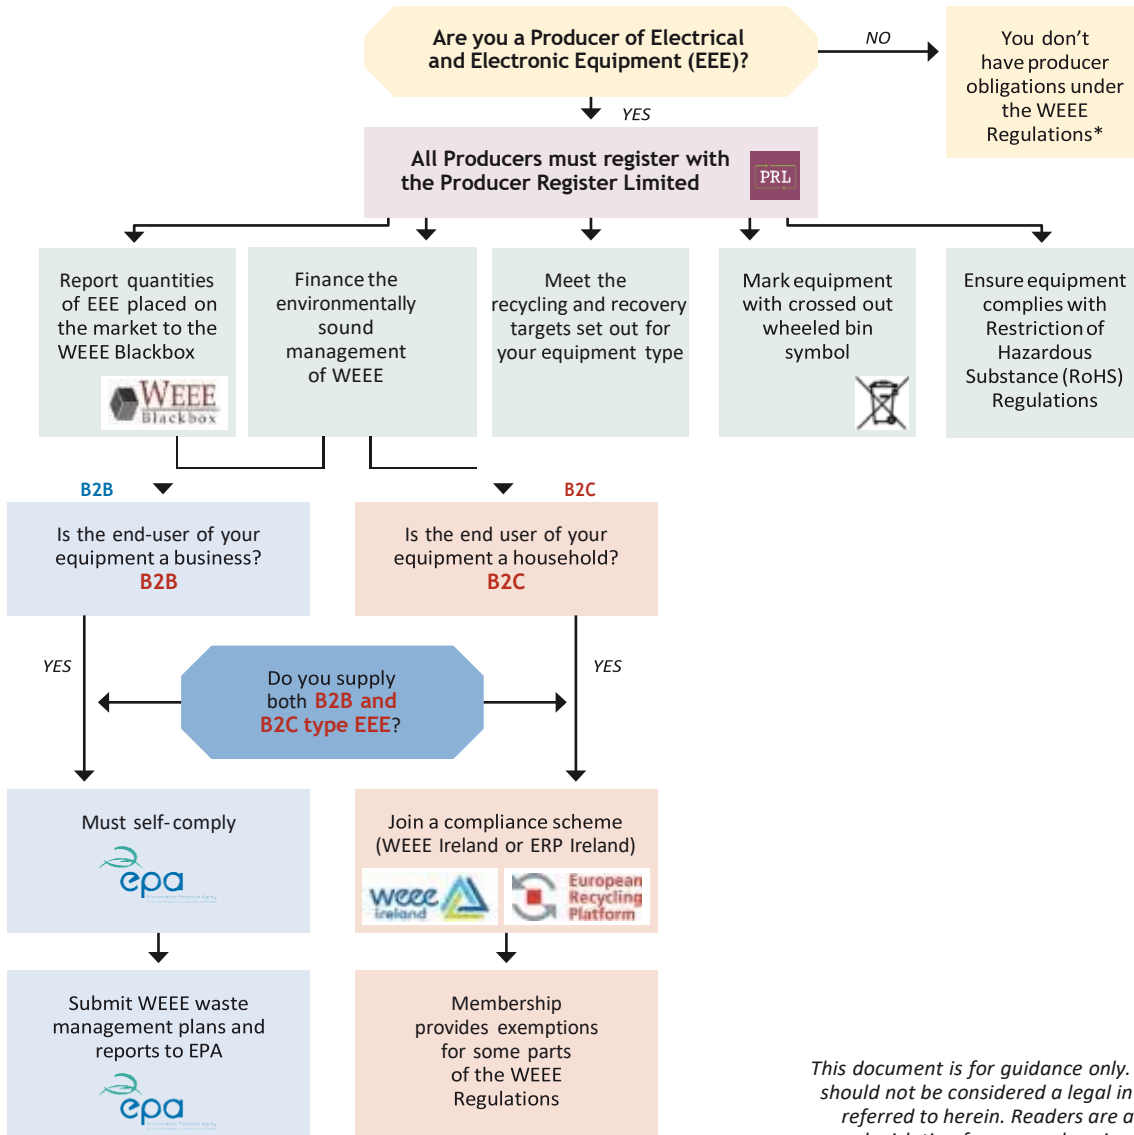 Are you a Producer of Electrical
and Electronic Equipment (EEE)?
NO
You don't
have producer
obligations under
the WEEE
Regulations*
YES
All Producers must register with
the Producer Register Limited
PRL
Report quantities
of EEE placed on
the market to the
WEEE Blackbox
WEEE
Blackbox
Finance the
environmentally
sound
management
of WEEE
Meet the
recycling and recovery
targets set out for
your equipment type
Mark equipment
with crossed out
wheeled bin
symbol
Ensure equipment
complies with
Restriction of
Hazardous
Substance (RoHS)
Regulations
B2B
B2C
Is the end-user of your
equipment a business?
B2B
Is the end user of your
equipment a household?
B2C
YES
YES
Do you supply
both B2B and
B2C type EEE?
Must self-comply
epa
Join a compliance scheme
(WEEE Ireland or ERP Ireland)
weee
ireland
European
Recycling
Platform
Submit WEEE waste
management plans and
reports to EPA
epa
Membership
provides exemptions
for some parts
of the WEEE
Regulations
This document is for guidance only.
should not be considered a legal in
referred to herein. Readers are a